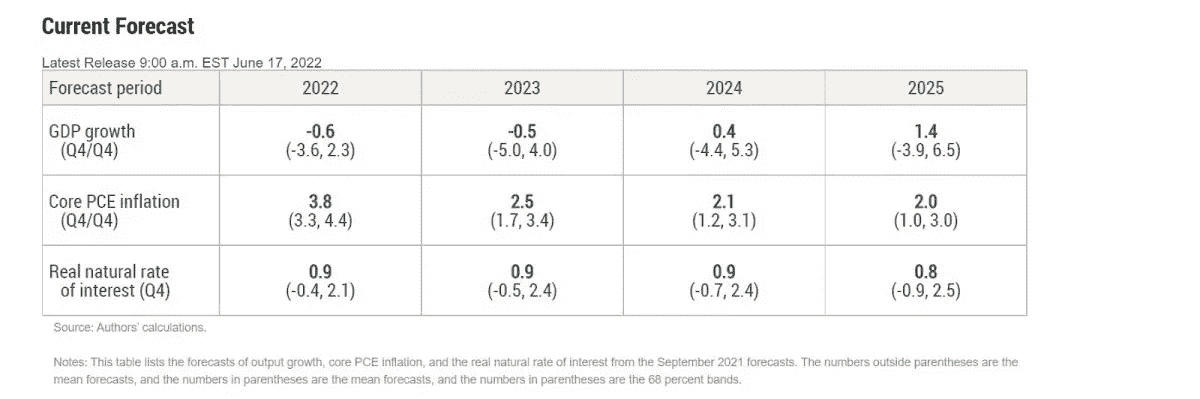 Current Forecast
Latest Release 9:00 a.m. EST June 17, 2022
Forecast period 2022 2023 2024 2025
GDP growth -0.6 -0.5 0.4 1.4
(Q4/Q4) (-3.6, 2.3) (-5.0, 4.0) (-4.4, 5.3) (-3.9, 6.5)
Core PCE inflation 3.8 2.5 2.1 2.0
(Q4/Q4) (3.3, 4.4) (1.7, 3.4) (1.2, 3.1) (1.0, 3.0)
Real natural rate 0.9 0.9 0.9 0.8
of interest (Q4) (-0.4, 2.1) (-0.5, 2.4) (-0.7, 2.4) (-0.9, 2.5)
Source: Authors' calculations.
Notes: This table lists the forecasts of output growth, core PCE inflation, and the real natural rate of interest from the September 2021 forecasts. The numbers outside parentheses are the
mean forecasts, and the numbers in parentheses are the mean forecasts, and the numbers in parentheses are the 68 percent bands.